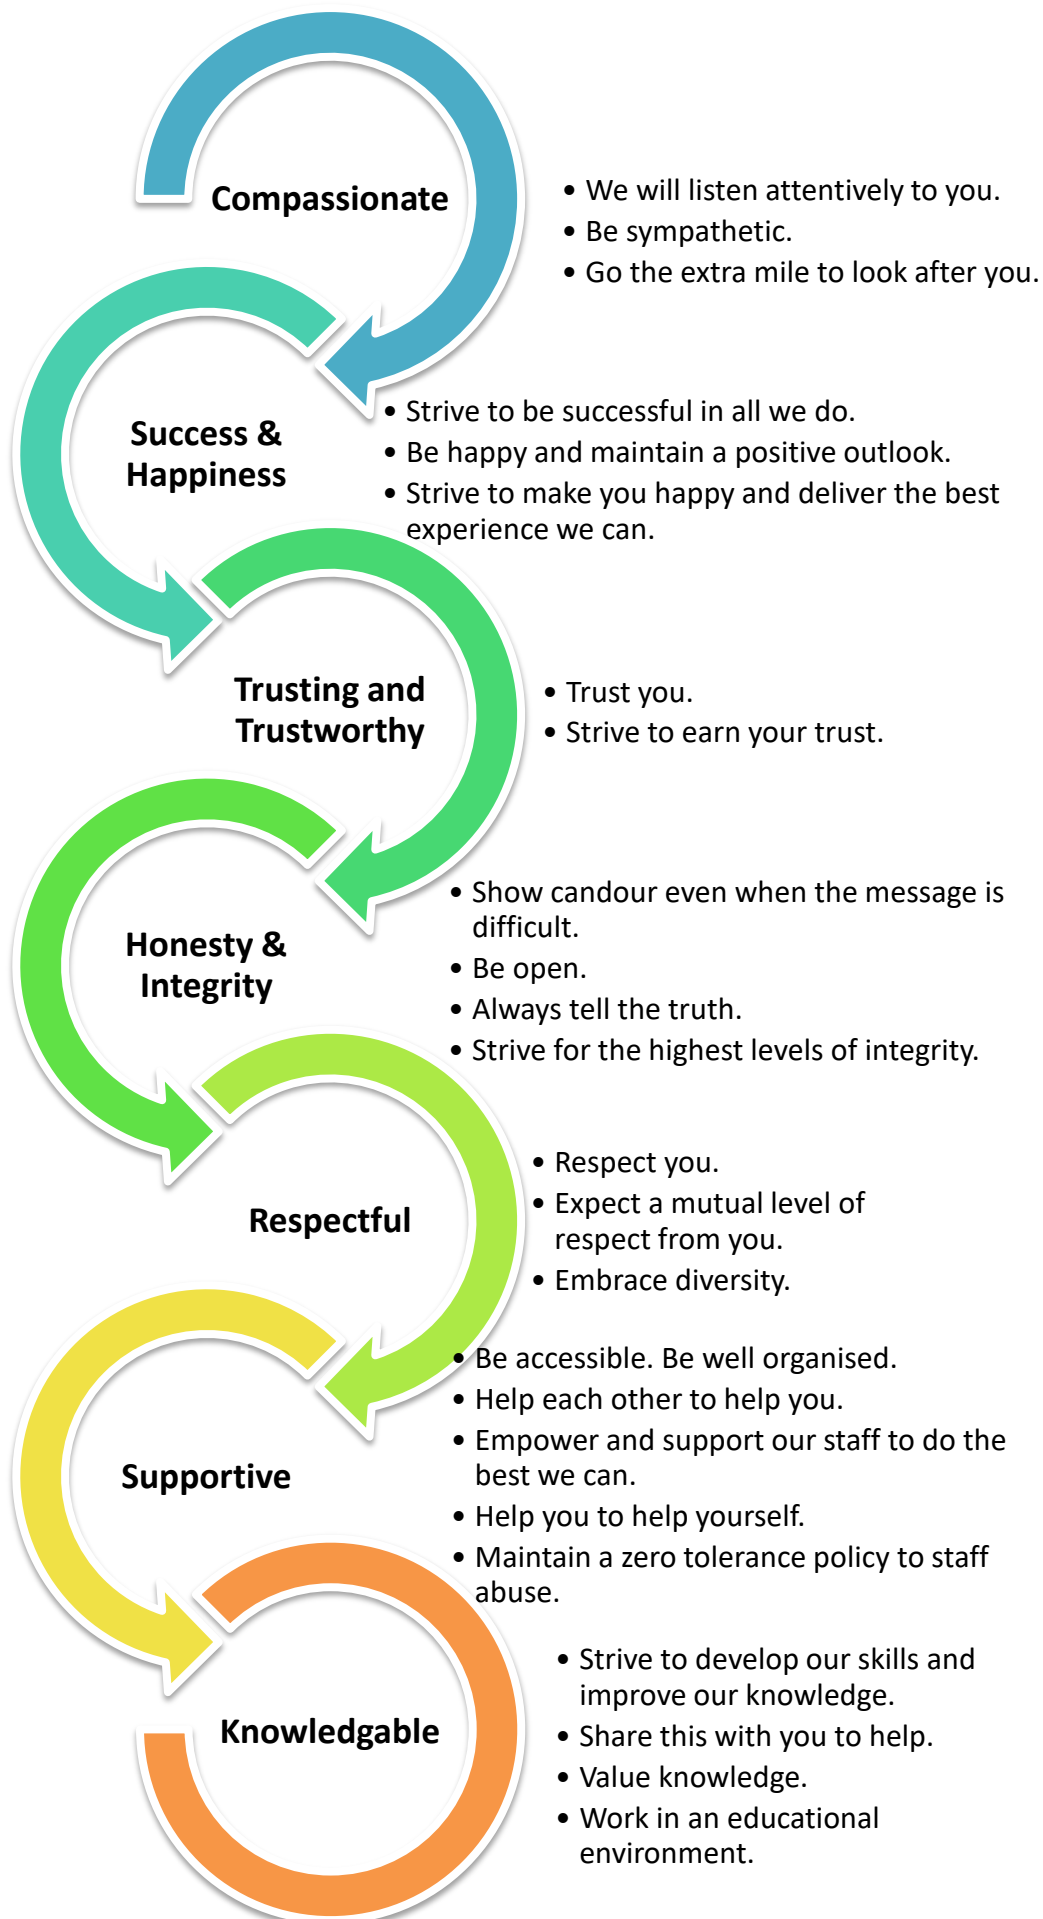 Compassionate
• We will listen attentively to you.
• Be sympathetic.
• Go the extra mile to look after you.
Success &
Happiness
• Strive to be successful in all we do.
• Be happy and maintain a positive outlook.
• Strive to make you happy and deliver the best
experience we can.
Trusting and
Trustworthy
• Trust you.
• Strive to earn your trust.
Honesty &
Integrity
• Show candour even when the message is
difficult.
• Be open.
• Always tell the truth.
• Strive for the highest levels of integrity.
Respectful
• Respect you.
• Expect a mutual level of
respect from you.
• Embrace diversity.
Supportive
• Be accessible. Be well organised.
• Help each other to help you.
• Empower and support our staff to do the
best we can.
• Help you to help yourself.
• Maintain a zero tolerance policy to staff
abuse.
Knowledgable
• Strive to develop our skills and
improve our knowledge.
• Share this with you to help.
• Value knowledge.
• Work in an educational
environment.